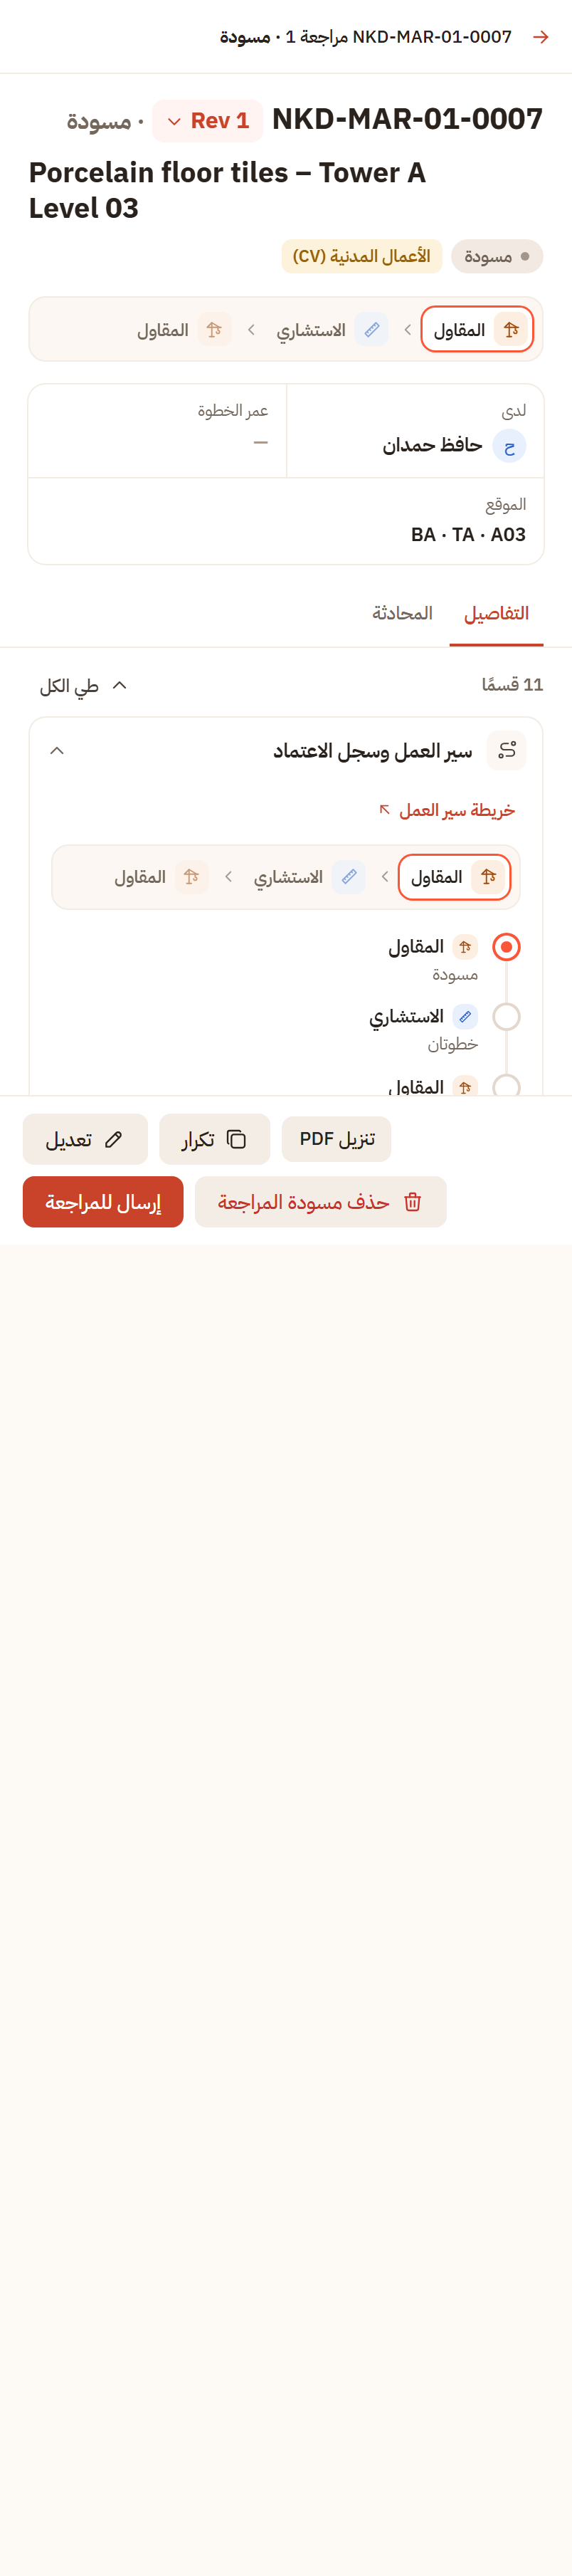 NKD-MAR-01-0007 مراجعة 1 · مسودة
NKD-MAR-01-0007 Rev 1 · مسودة
Porcelain floor tiles – Tower A
Level 03
مسودة الأعمال المدنية (CV)
المقاول الاستشاري المقاول
لدى عمر الخطوة
ح حافظ حمدان —
الموقع
BA · TA · A03
التفاصيل المحادثة
11 قسمًا طي الكل
سير العمل وسجل الاعتماد
خريطة سير العمل
المقاول الاستشاري المقاول
المقاول
مسودة
الاستشاري
خطوتان
المقاول
تنزيل PDF تكرار تعديل
حذف مسودة المراجعة إرسال للمراجعة